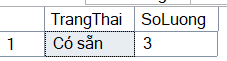 TrangThai SoLuong
1 Có sẵn 3